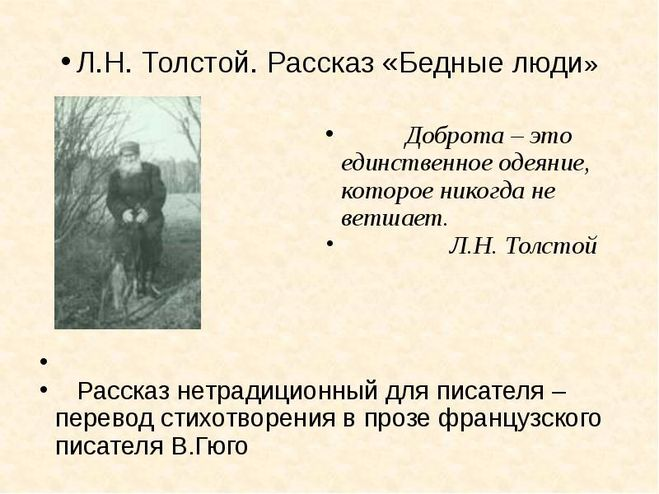 • Л.Н. Толстой. Рассказ «Бедные люди»
• Доброта – это
единственное одеяние,
которое никогда не
ветшает.
• Л.Н. Толстой
•
• Рассказ нетрадиционный для писателя –
перевод стихотворения в прозе французского
писателя В.Гюго